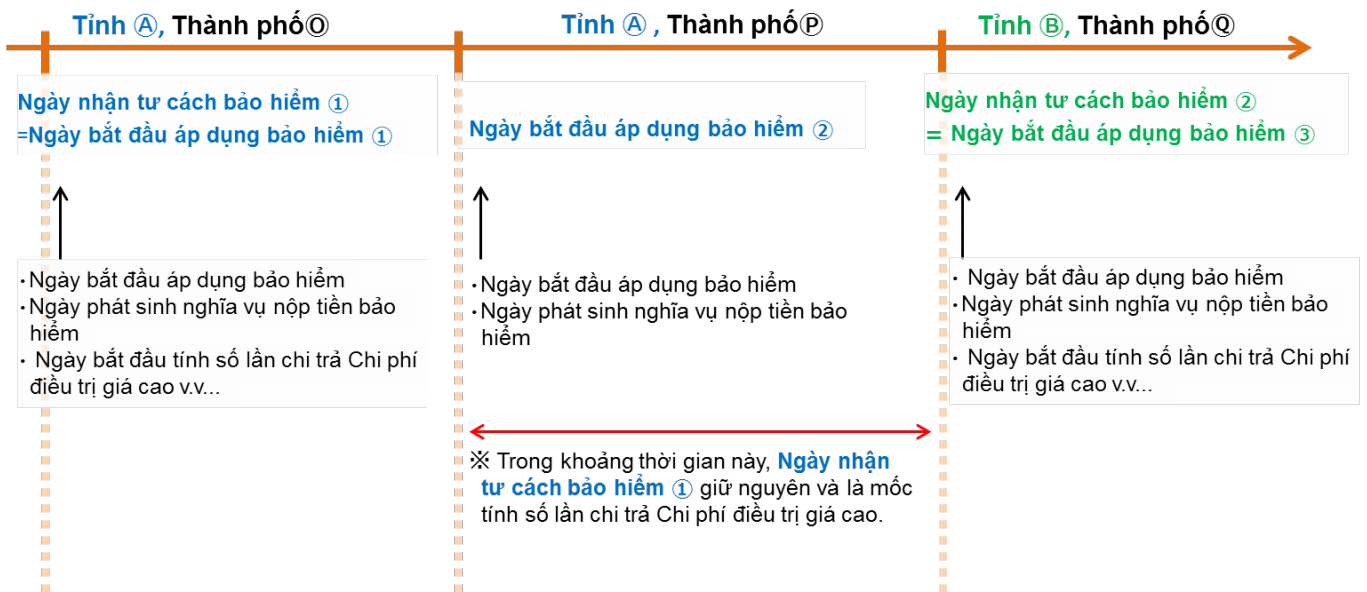 Tỉnh Ⓐ, Thành phốⓄ
Tỉnh Ⓐ , Thành phốⓅ
Tỉnh Ⓑ, Thành phốⓆ
Ngày nhận tư cách bảo hiểm ①
=Ngày bắt đầu áp dụng bảo hiểm ①
Ngày bắt đầu áp dụng bảo hiểm ②
Ngày nhận tư cách bảo hiểm ②
= Ngày bắt đầu áp dụng bảo hiểm ③
・Ngày bắt đầu áp dụng bảo hiểm
・Ngày phát sinh nghĩa vụ nộp tiền bảo
hiểm
・ Ngày bắt đầu tính số lần chi trả Chi phí
điều trị giá cao v.v...
・Ngày bắt đầu áp dụng bảo hiểm
・Ngày phát sinh nghĩa vụ nộp tiền bảo
hiểm
・ Ngày bắt đầu áp dụng bảo hiểm
・Ngày phát sinh nghĩa vụ nộp tiền bảo
hiểm
・ Ngày bắt đầu tính số lần chi trả Chi phí
điều trị giá cao v.v...
※ Trong khoảng thời gian này, Ngày nhận
tư cách bảo hiểm ① giữ nguyên và là mốc
tính số lần chi trả Chi phí điều trị giá cao.